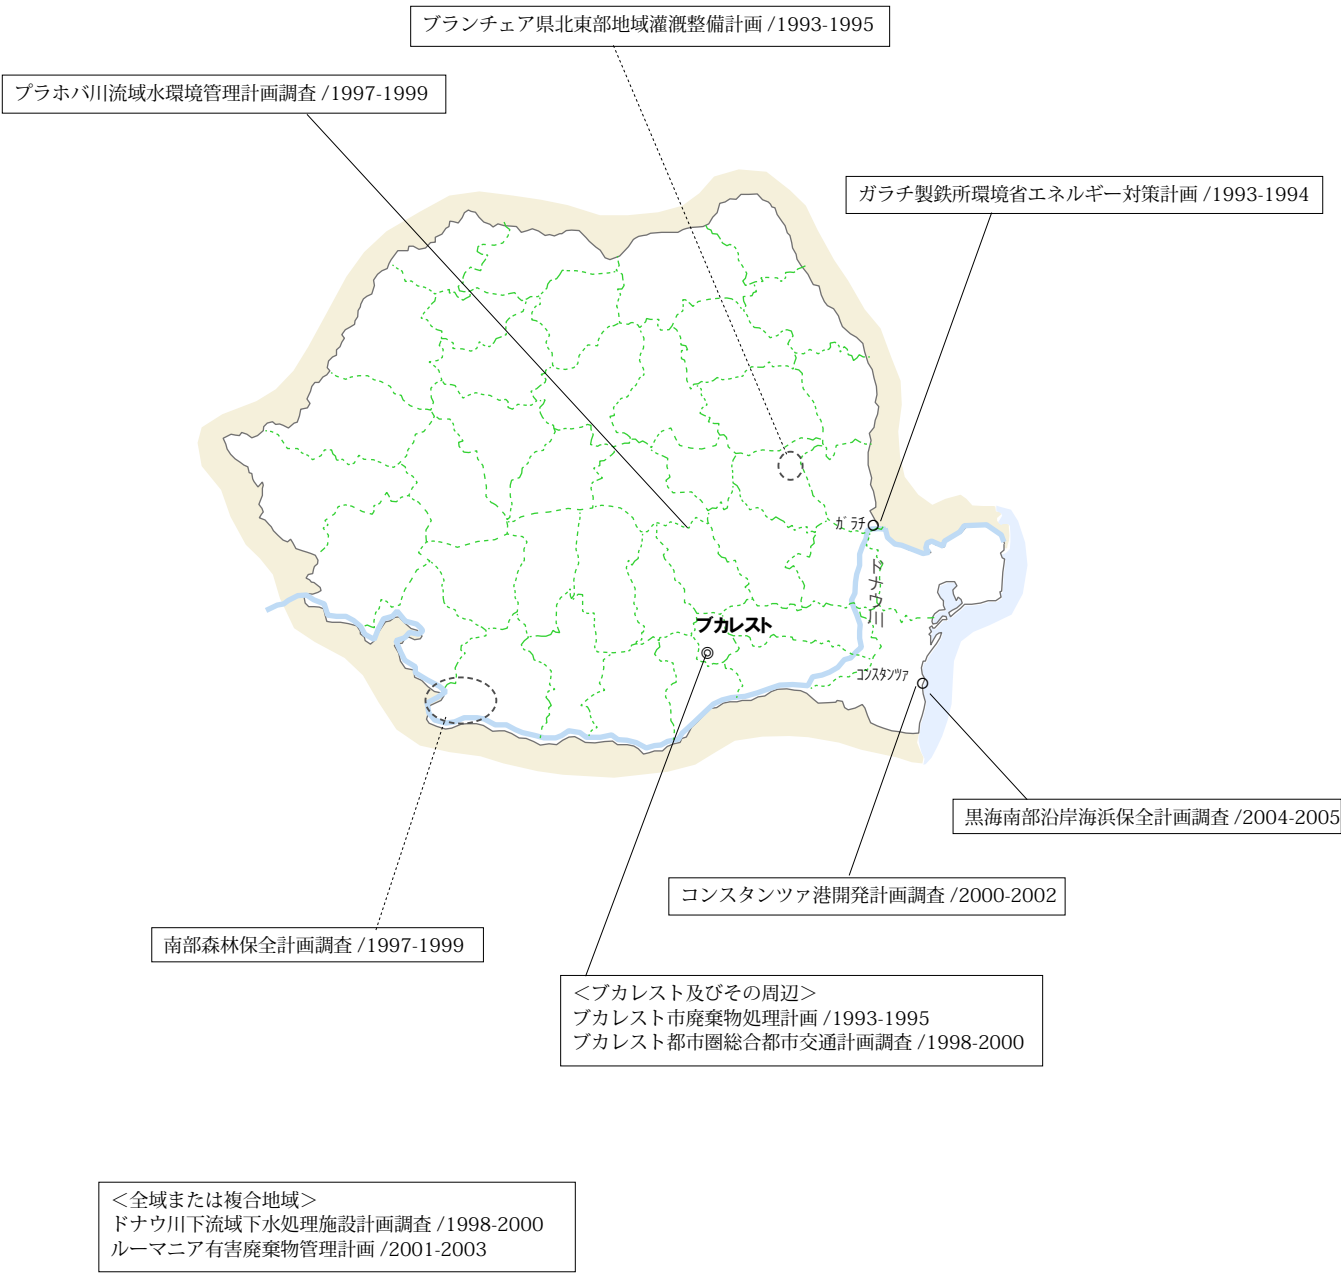 ブランチェア県北東部地域灌漑整備計画 /1993-1995
プラホバ川流域水環境管理計画調査 /1997-1999
ガラチ製鉄所環境省エネルギー対策計画 /1993-1994
ガラチ
ドナウ川
ブカレスト
コンスタンツァ
黒海南部沿岸海浜保全計画調査 /2004-2005
コンスタンツァ港開発計画調査 /2000-2002
南部森林保全計画調査 /1997-1999
＜ブカレスト及びその周辺＞
ブカレスト市廃棄物処理計画 /1993-1995
ブカレスト都市圏総合都市交通計画調査 /1998-2000
＜全域または複合地域＞
ドナウ川下流域下水処理施設計画調査 /1998-2000
ルーマニア有害廃棄物管理計画 /2001-2003